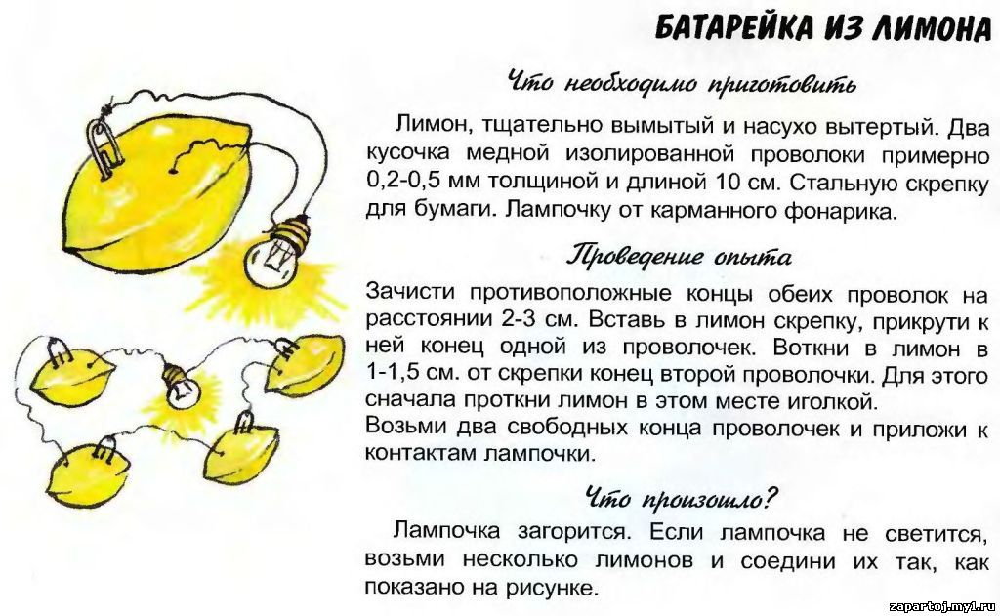 БАТАРЕЙКА ИЗ ЛИМОНА
Что необходимо приготовить
Лимон, тщательно вымытый и насухо вытертый. Два
кусочка медной изолированной проволоки примерно
0,2-0,5 мм толщиной и длиной 10 см. Стальную скрепку
для бумаги. Лампочку от карманного фонарика.
Проведение опыта
Зачисти противоположные концы обеих проволок на
расстоянии 2-3 см. Вставь в лимон скрепку, прикрути к
ней конец одной из проволочек. Воткни в лимон в
1-1,5 см. от скрепки конец второй проволочки. Для этого
сначала проткни лимон в этом месте иголкой.
Возьми два свободных конца проволочек и приложи к
контактам лампочки.
Что произошло?
Лампочка загорится. Если лампочка не светится,
возьми несколько лимонов и соедини их так, как
показано на рисунке.
zapartoj.my1.ru